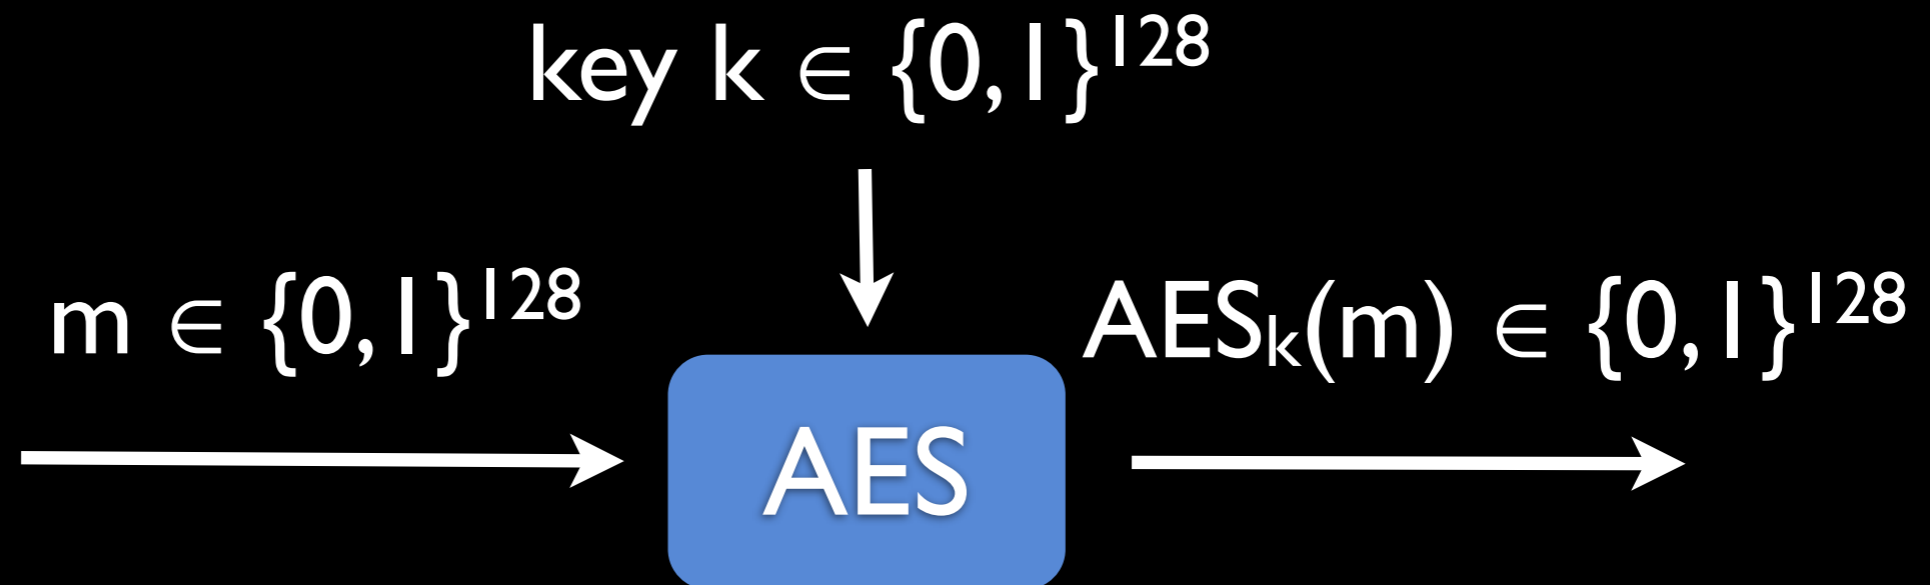 key k ∈ {0,1}¹²⁸
m ∈ {0,1}¹²⁸
AESₖ(m) ∈ {0,1}¹²⁸
AES